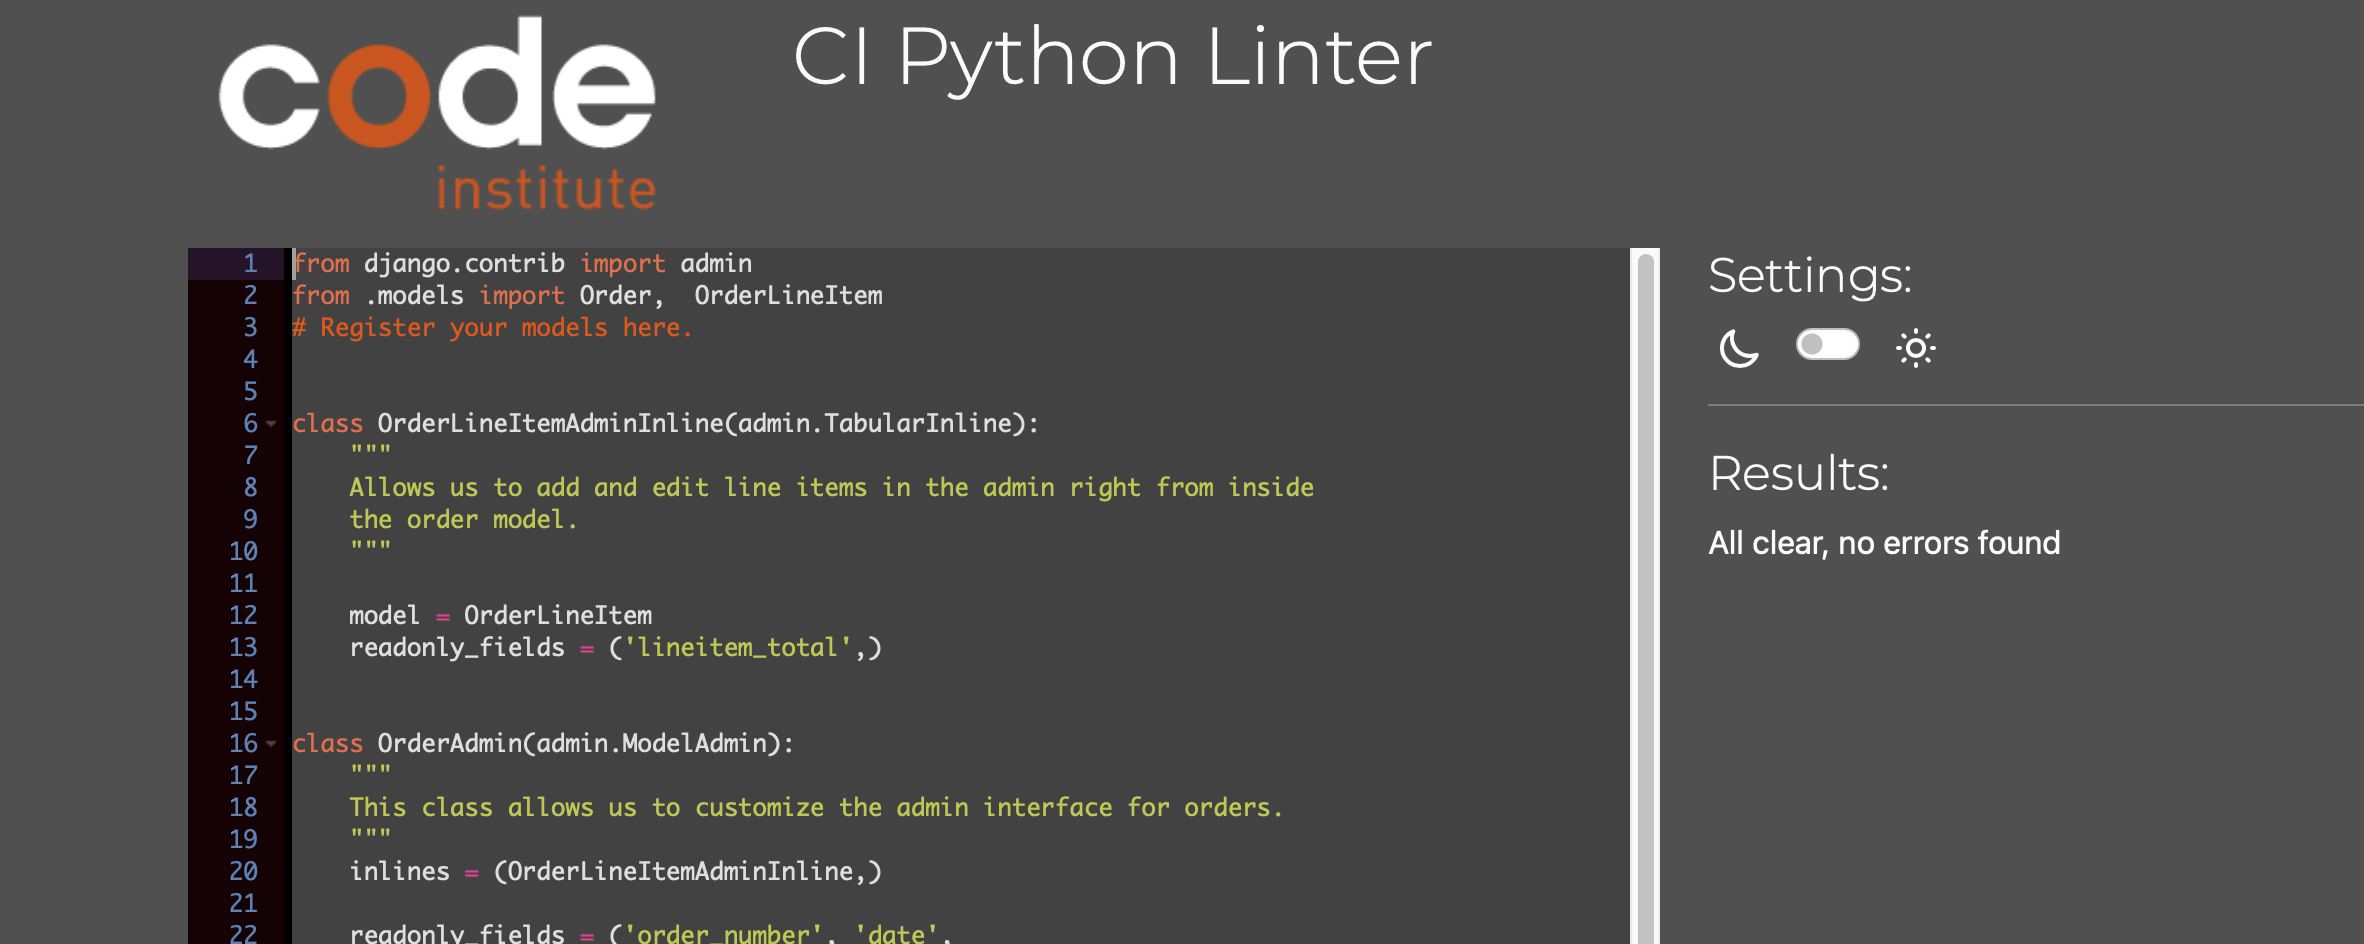 code
institute
CI Python Linter
1 from django.contrib import admin
2 from .models import Order,  OrderLineItem
3 # Register your models here.
4
5
6 class OrderLineItemAdminInline(admin.TabularInline):
7     """
8     Allows us to add and edit line items in the admin right from inside
9     the order model.
10     """
11
12     model = OrderLineItem
13     readonly_fields = ('lineitem_total',)
14
15
16 class OrderAdmin(admin.ModelAdmin):
17     """
18     This class allows us to customize the admin interface for orders.
19     """
20     inlines = (OrderLineItemAdminInline,)
21
22     readonly_fields = ('order_number', 'date',
Settings:
Results:
All clear, no errors found